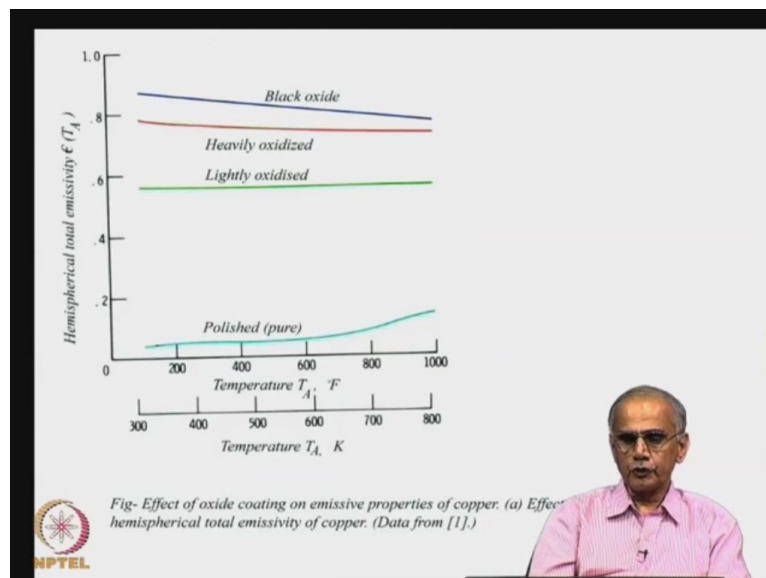 1.0
Black oxide
.8
Heavily oxidized
.6
Lightly oxidised
.4
.2
Polished (pure)
0 200 400 600 800 1000
Temperature T_A, °F
300 400 500 600 700 800
Temperature T_A, K
Hemispherical total emissivity € (T_A)
Fig- Effect of oxide coating on emissive properties of copper. (a) Effec
hemispherical total emissivity of copper. (Data from [1].)
NPTEL